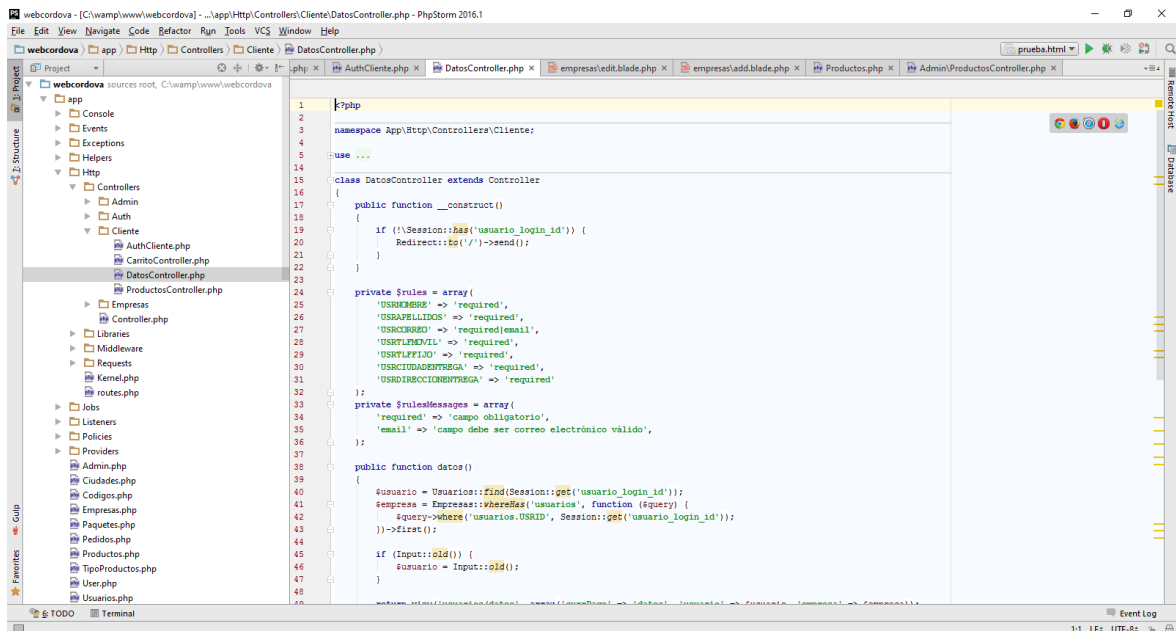 webcordova - [C:\wamp\www\webcordova] - ...\app\Http\Controllers\Cliente\DatosController.php - PhpStorm 2016.1
File Edit View Navigate Code Refactor Run Tools VCS Window Help
webcordova app Http Controllers Cliente DatosController.php
prueba.html
Project
.php AuthCliente.php DatosController.php empresas\edit.blade.php empresas\add.blade.php Productos.php Admin\ProductosController.php
1: Project
7: Structure
Gulp
Favorites
Remote Host
Database
webcordova sources root, C:\wamp\www\webcordova
app
Console
Events
Exceptions
Helpers
Http
Controllers
Admin
Auth
Cliente
AuthCliente.php
CarritoController.php
DatosController.php
ProductosController.php
Empresas
Controller.php
Libraries
Middleware
Requests
Kernel.php
routes.php
Jobs
Listeners
Policies
Providers
Admin.php
Ciudades.php
Codigos.php
Empresas.php
Paquetes.php
Pedidos.php
Productos.php
TipoProductos.php
User.php
Usuarios.php
1 <?php
2
3 namespace App\Http\Controllers\Cliente;
4
5 use ...
14
15 class DatosController extends Controller
16 {
17 public function __construct()
18 {
19 if (!\Session::has('usuario_login_id')) {
20 Redirect::to('/')->send();
21 }
22 }
23
24 private $rules = array(
25 'USRNOMBRE' => 'required',
26 'USRAPELLIDOS' => 'required',
27 'USRCORREO' => 'required|email',
28 'USRTLFMOVIL' => 'required',
29 'USRTLFFIJO' => 'required',
30 'USRCIUDADENTREGA' => 'required',
31 'USRDIRECCIONENTREGA' => 'required'
32 );
33 private $rulesMessages = array(
34 'required' => 'campo obligatorio',
35 'email' => 'campo debe ser correo electrónico válido',
36 );
37
38 public function datos()
39 {
40 $usuario = Usuarios::find(Session::get('usuario_login_id'));
41 $empresa = Empresas::whereHas('usuarios', function ($query) {
42 $query->where('usuarios.USRID', Session::get('usuario_login_id'));
43 })->first();
44
45 if (Input::old()) {
46 $usuario = Input::old();
47 }
48
6: TODO Terminal Event Log
1:1 LF UTF-8